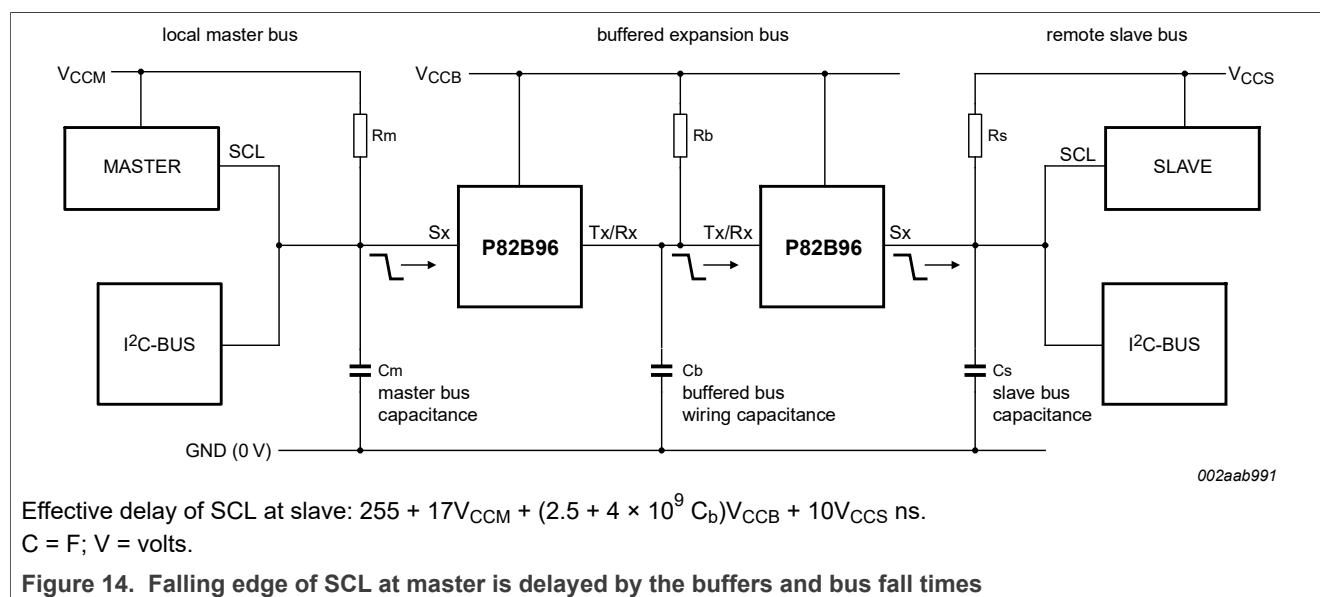 local master bus
buffered expansion bus
remote slave bus
VCCM
VCCB
VCCS
Rm
Rb
Rs
MASTER
SCL
SCL
SLAVE
Sx
P82B96
Tx/Rx
Tx/Rx
P82B96
Sx
I²C-BUS
I²C-BUS
Cm
master bus
capacitance
Cb
buffered bus
wiring capacitance
Cs
slave bus
capacitance
GND (0 V)
002aab991
Effective delay of SCL at slave: 255 + 17VCCM + (2.5 + 4 × 10⁹ Cb)VCCB + 10VCCS ns.
C = F; V = volts.
Figure 14. Falling edge of SCL at master is delayed by the buffers and bus fall times